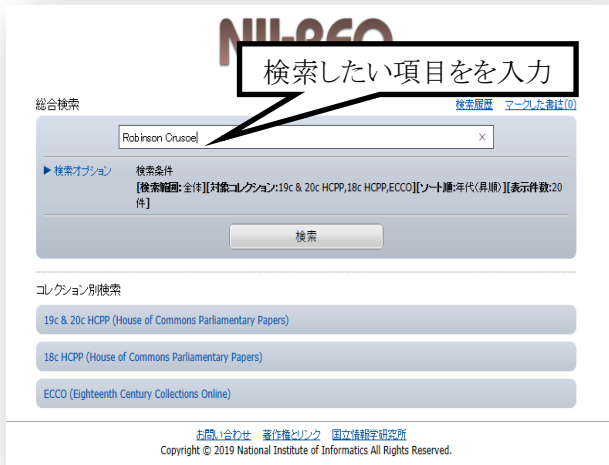 NII-REO
検索したい項目をを入力
総合検索 検索履歴 マークした書誌(0)
Robinson Crusoe X
▶ 検索オプション 検索条件
[検索範囲: 全体][対象コレクション:19c & 20c HCPP,18c HCPP,ECCO][ソート順:年代(昇順)][表示件数:20
件]
検索
コレクション別検索
19c & 20c HCPP (House of Commons Parliamentary Papers)
18c HCPP (House of Commons Parliamentary Papers)
ECCO (Eighteenth Century Collections Online)
お問い合わせ 著作権とリンク 国立情報学研究所
Copyright © 2019 National Institute of Informatics All Rights Reserved.